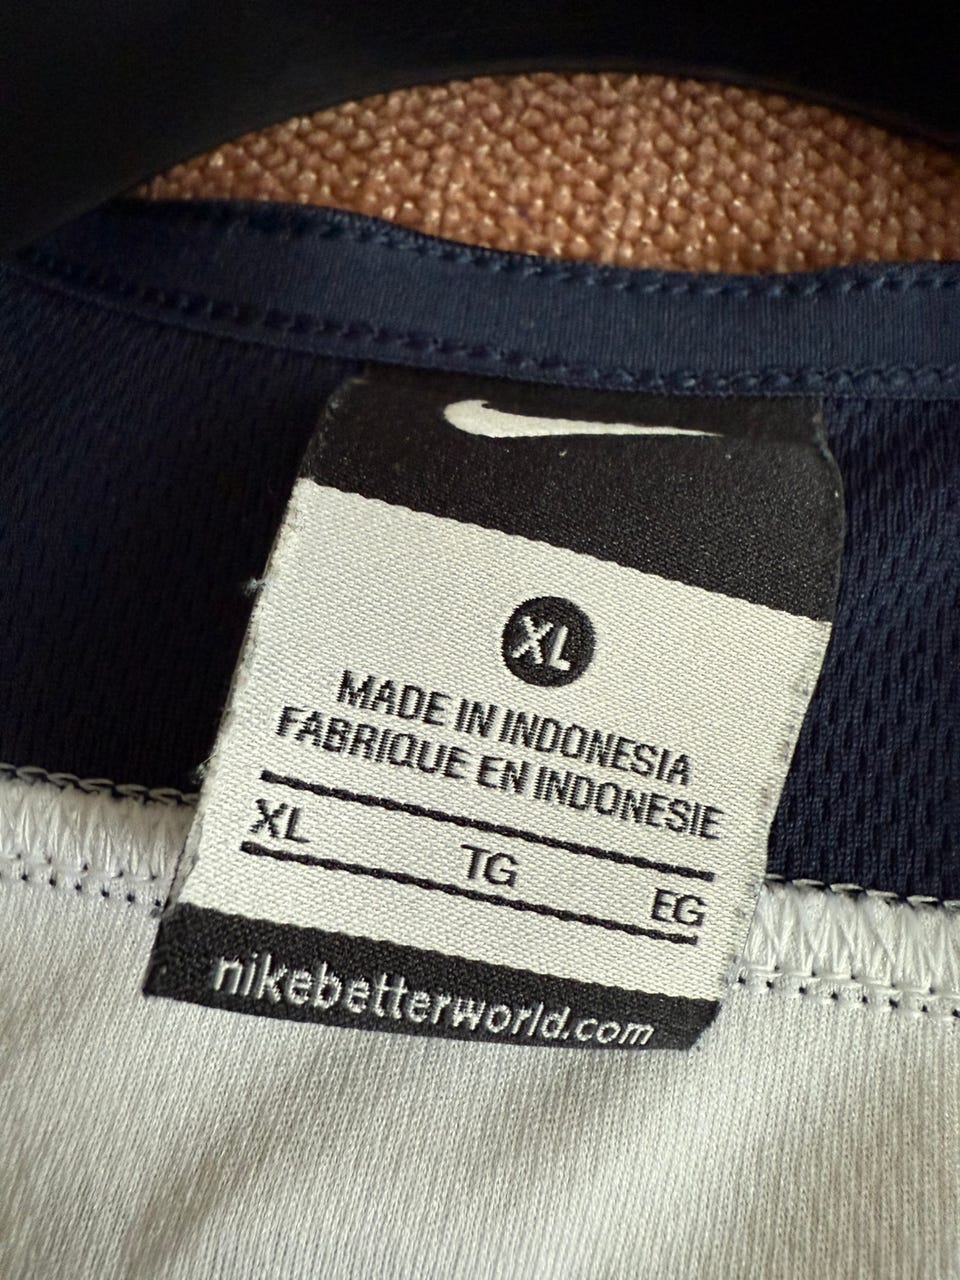 XL
MADE IN INDONESIA
FABRIQUE EN INDONESIE
XL TG EG
nikebetterworld.com